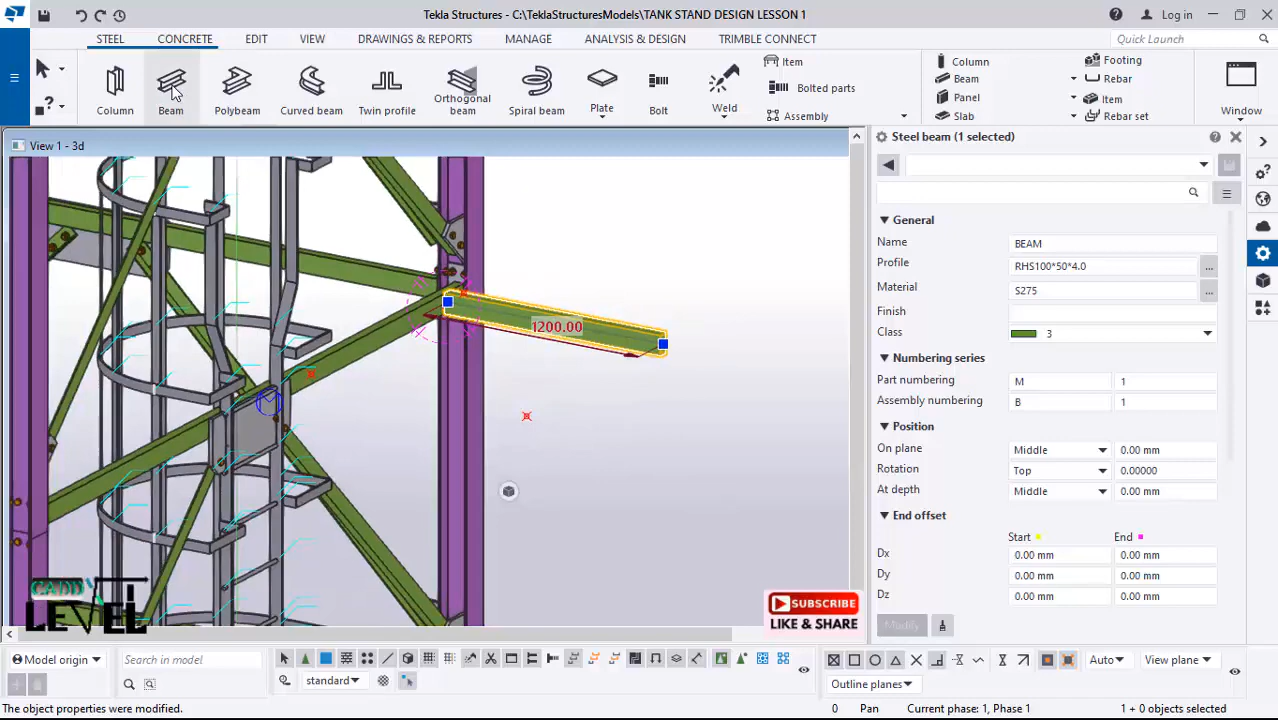 Tekla Structures - C:\TeklaStructuresModels\TANK STAND DESIGN LESSON 1
Log in
STEEL CONCRETE EDIT VIEW DRAWINGS & REPORTS MANAGE ANALYSIS & DESIGN TRIMBLE CONNECT Quick Launch
Column
Beam
Polybeam
Curved beam
Twin profile
Orthogonal beam
Spiral beam
Plate
Bolt
Weld
Item
Bolted parts
Assembly
Column
Beam
Panel
Slab
Footing
Rebar
Item
Rebar set
Window
View 1 - 3d
1200.00
CADD
LEVEL
SUBSCRIBE
LIKE & SHARE
Steel beam (1 selected)
General
Name BEAM
Profile RHS100*50*4.0 ...
Material S275 ...
Finish
Class 3
Numbering series
Part numbering M 1
Assembly numbering B 1
Position
On plane Middle 0.00 mm
Rotation Top 0.00000
At depth Middle 0.00 mm
End offset
Start End
Dx 0.00 mm 0.00 mm
Dy 0.00 mm 0.00 mm
Dz 0.00 mm 0.00 mm
Modify
Model origin Search in model
standard
Auto View plane
Outline planes
The object properties were modified. 0 Pan Current phase: 1, Phase 1 1 + 0 objects selected